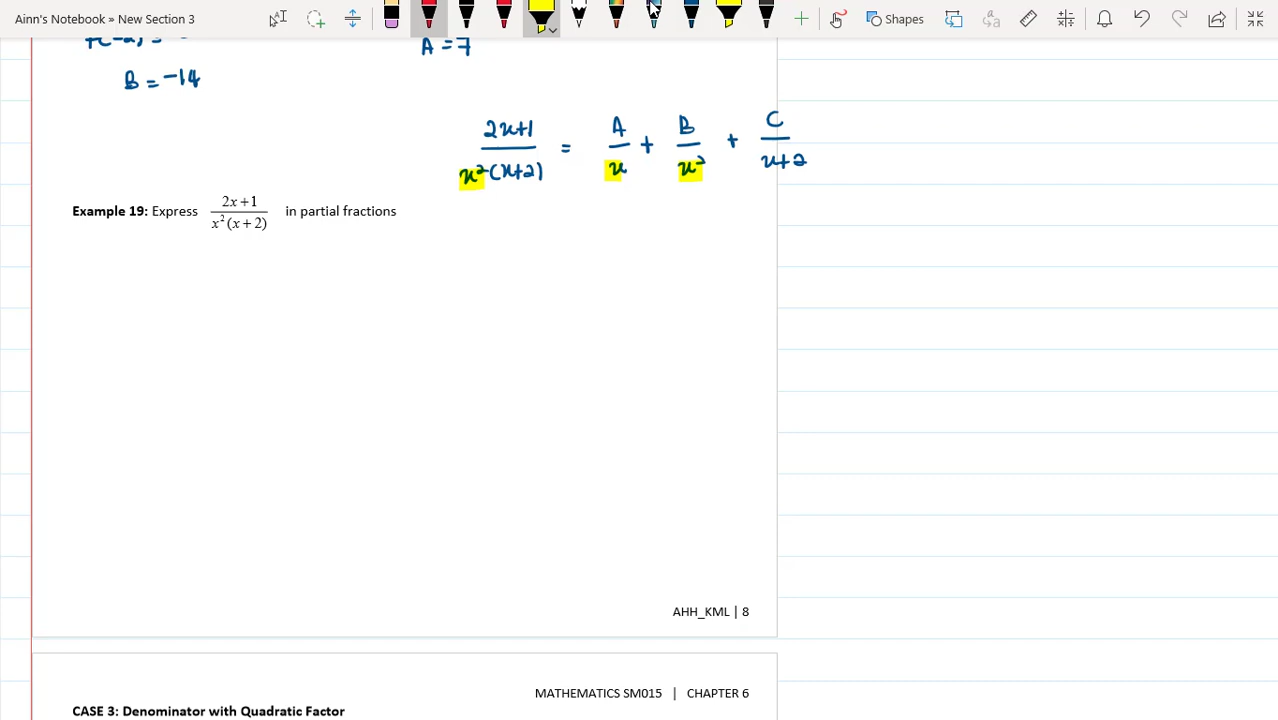 Ainn's Notebook » New Section 3
Shapes
A = 7
B = -14
2x+1 / x²(x+2) = A/x + B/x² + C/x+2
Example 19: Express 2x+1 / x²(x+2) in partial fractions
AHH_KML | 8
MATHEMATICS SM015 | CHAPTER 6
CASE 3: Denominator with Quadratic Factor